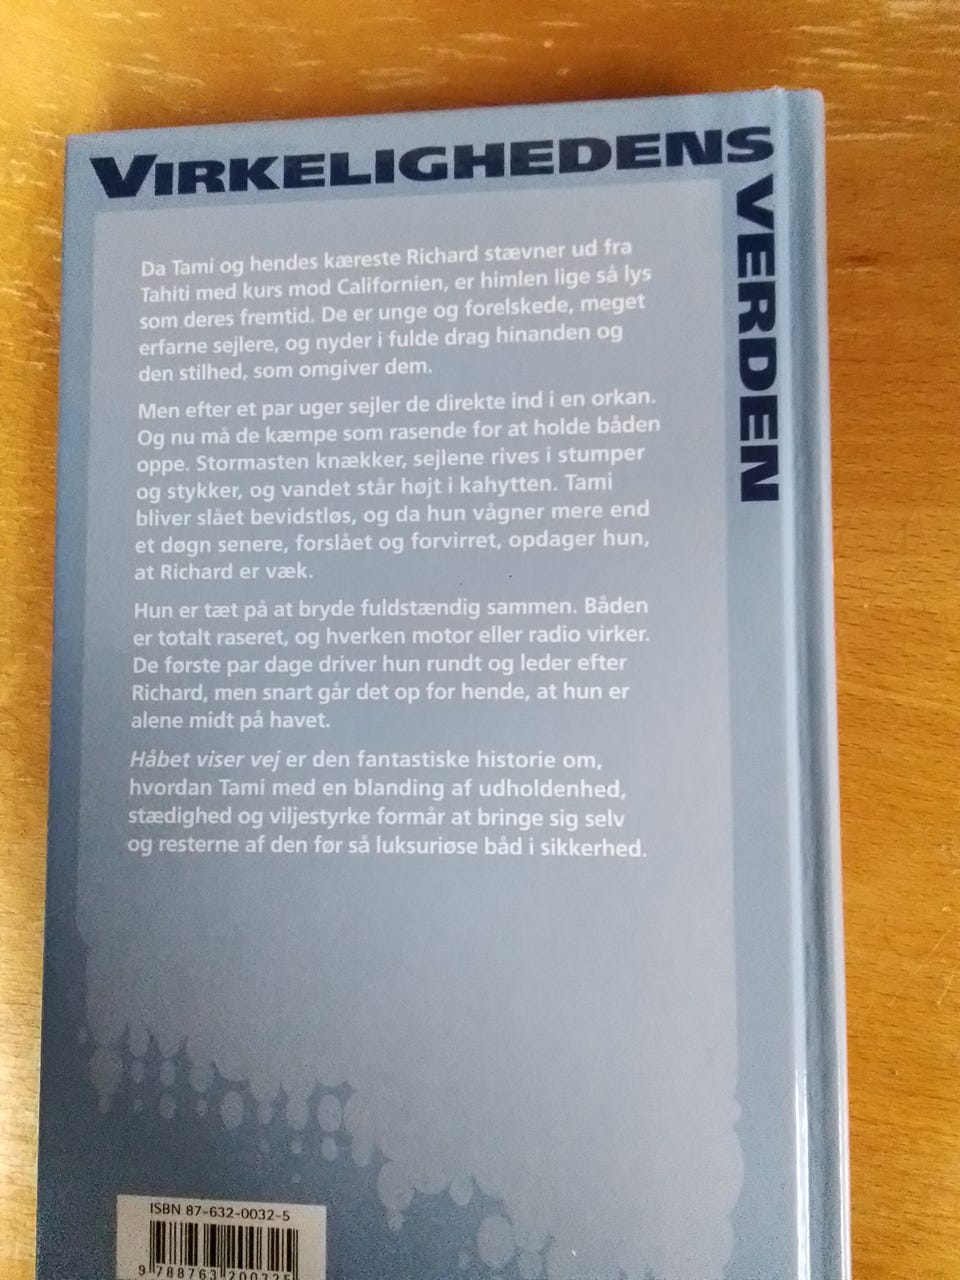 VIRKELIGHEDENS
VERDEN
Da Tami og hendes kæreste Richard stævner ud fra
Tahiti med kurs mod Californien, er himlen lige så lys
som deres fremtid. De er unge og forelskede, meget
erfarne sejlere, og nyder i fulde drag hinanden og
den stilhed, som omgiver dem.
Men efter et par uger sejler de direkte ind i en orkan.
Og nu må de kæmpe som rasende for at holde båden
oppe. Stormasten knækker, sejlene rives i stumper
og stykker, og vandet står højt i kahytten. Tami
bliver slået bevidstløs, og da hun vågner mere end
et døgn senere, forslået og forvirret, opdager hun,
at Richard er væk.
Hun er tæt på at bryde fuldstændig sammen. Båden
er totalt raseret, og hverken motor eller radio virker.
De første par dage driver hun rundt og leder efter
Richard, men snart går det op for hende, at hun er
alene midt på havet.
Håbet viser vej er den fantastiske historie om,
hvordan Tami med en blanding af udholdenhed,
stædighed og viljestyrke formår at bringe sig selv
og resterne af den før så luksuriøse båd i sikkerhed.
ISBN 87-632-0032-5
9 788763 200325